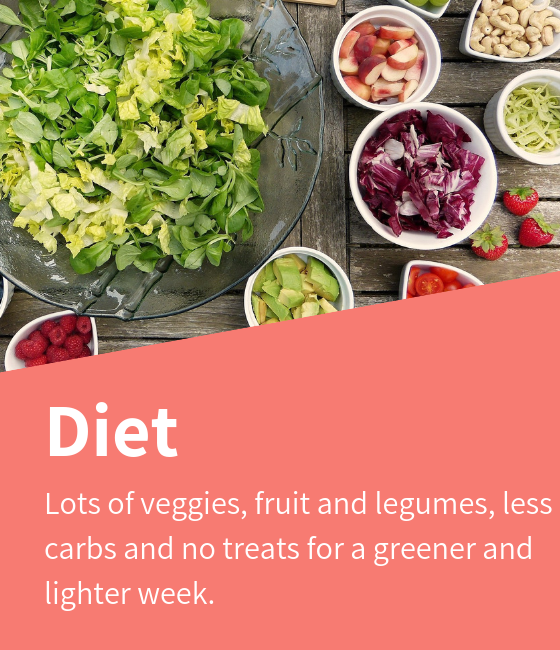 Diet
Lots of veggies, fruit and legumes, less
carbs and no treats for a greener and
lighter week.